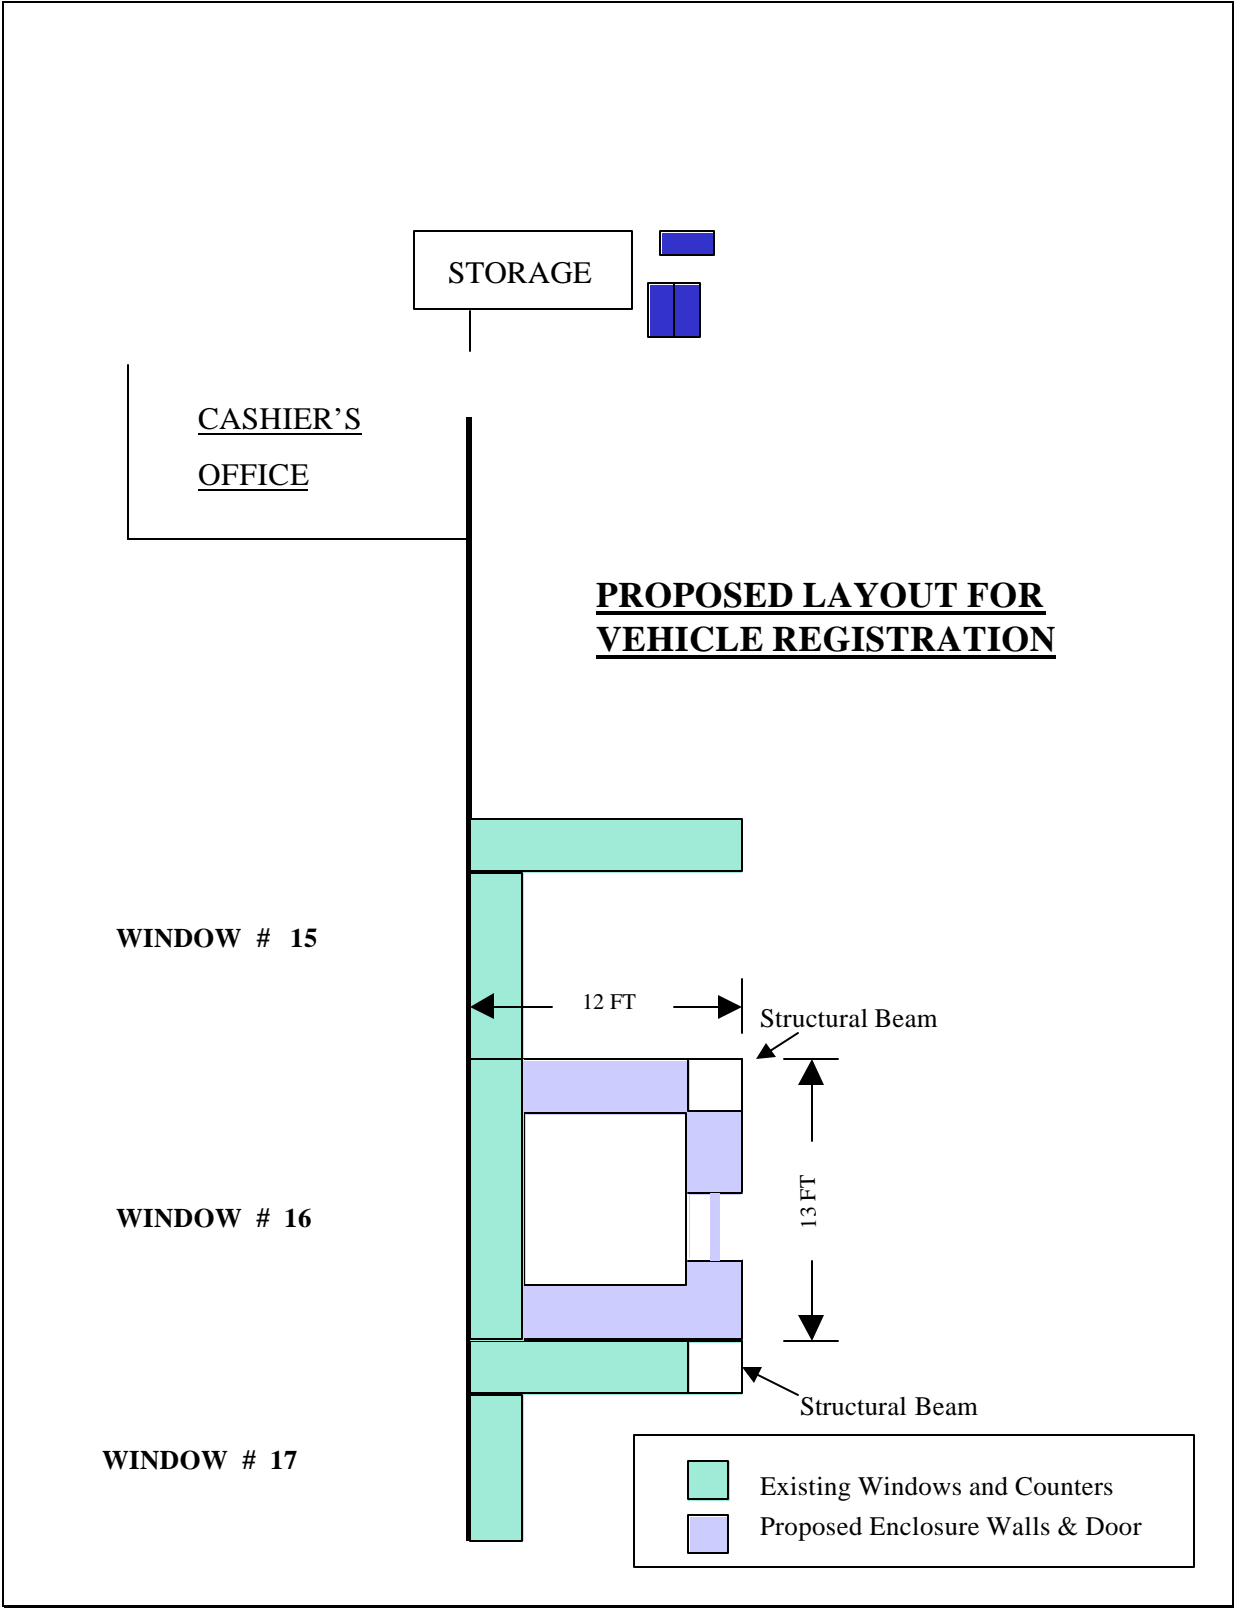 STORAGE
CASHIER’S
OFFICE
PROPOSED LAYOUT FOR
VEHICLE REGISTRATION
WINDOW # 15
12 FT
Structural Beam
13 FT
WINDOW # 16
Structural Beam
WINDOW # 17
Existing Windows and Counters
Proposed Enclosure Walls & Door